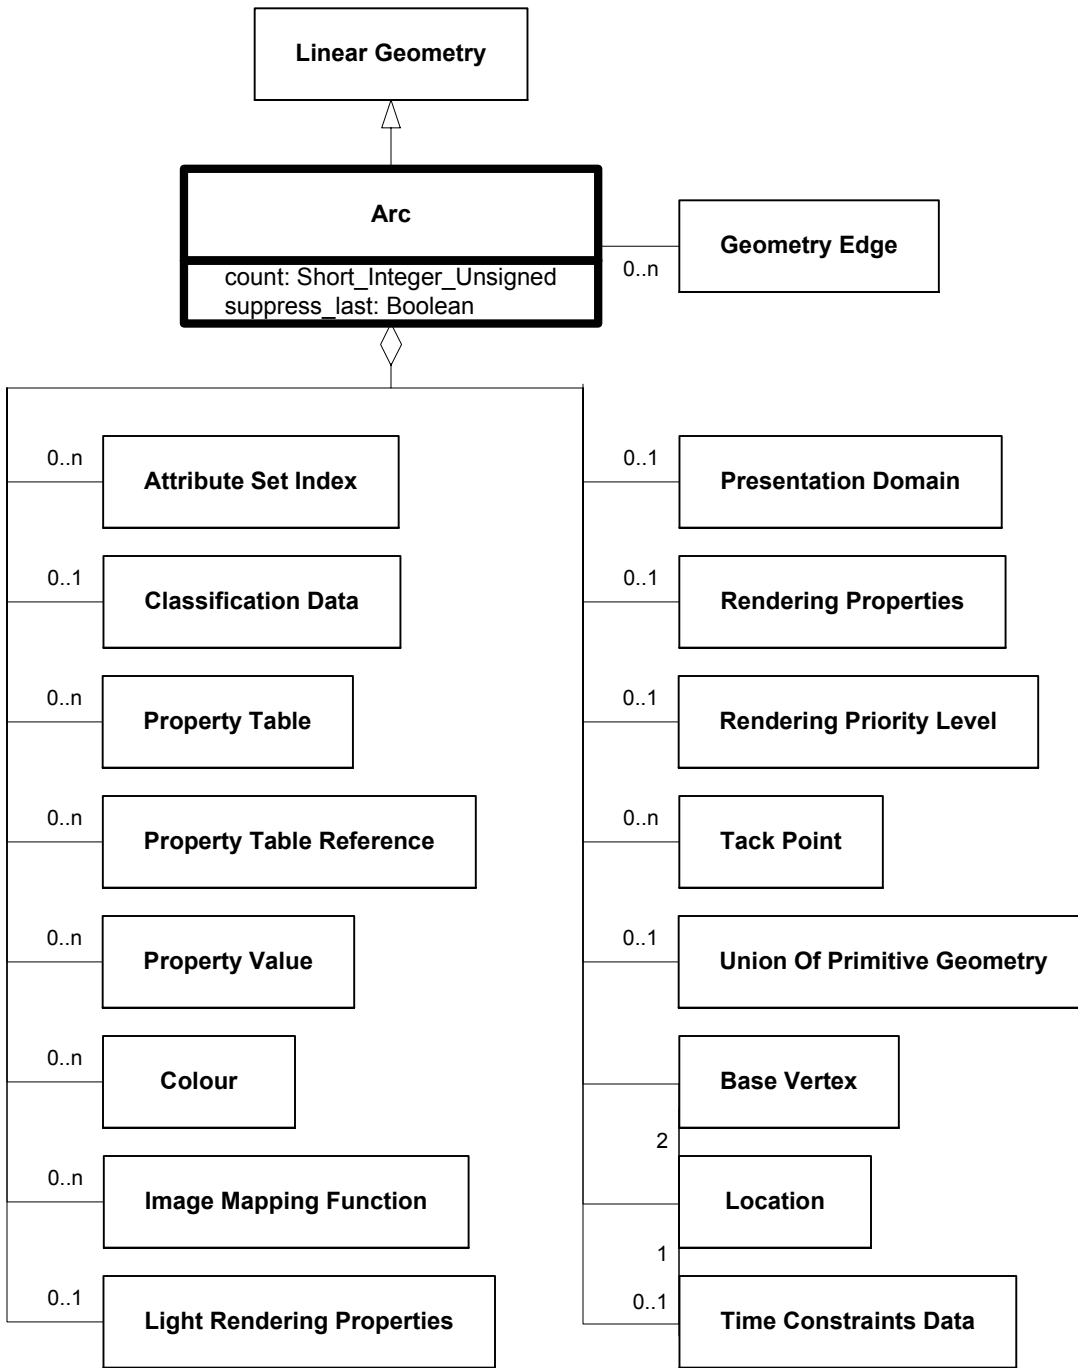 Linear Geometry
Arc
count: Short_Integer_Unsigned
suppress_last: Boolean
Geometry Edge
0..n
0..n
Attribute Set Index
0..1
Classification Data
0..n
Property Table
0..n
Property Table Reference
0..n
Property Value
0..n
Colour
0..n
Image Mapping Function
0..1
Light Rendering Properties
0..1
Presentation Domain
0..1
Rendering Properties
0..1
Rendering Priority Level
0..n
Tack Point
0..1
Union Of Primitive Geometry
Base Vertex
2
Location
1
0..1
Time Constraints Data